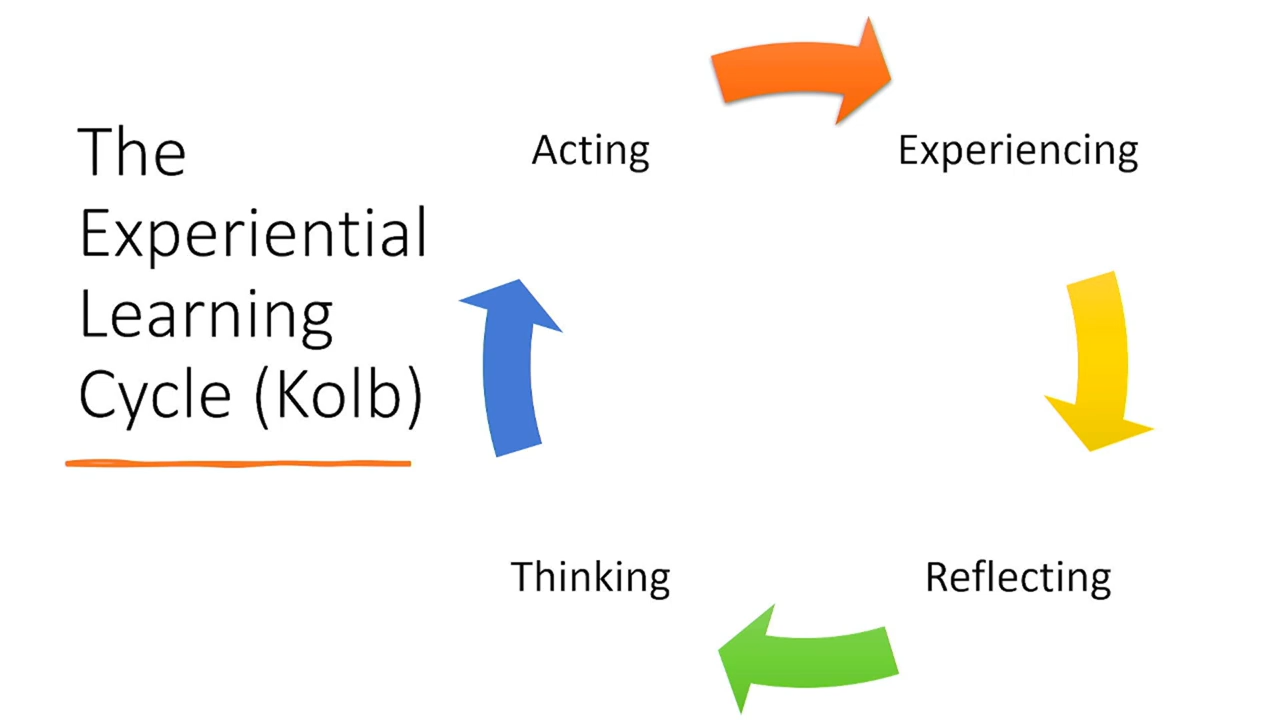 The
Experiential
Learning
Cycle (Kolb)
Acting
Experiencing
Thinking
Reflecting